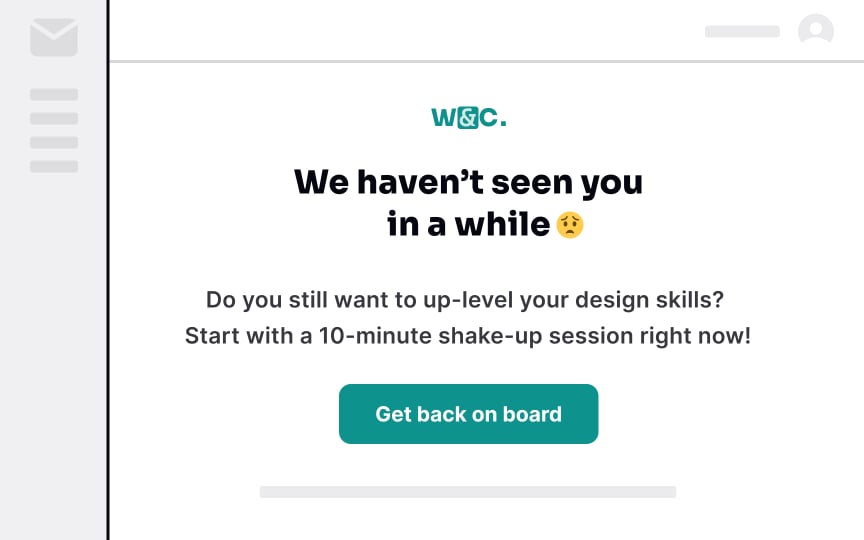 W&C.
We haven’t seen you
in a while😟
Do you still want to up-level your design skills?
Start with a 10-minute shake-up session right now!
Get back on board